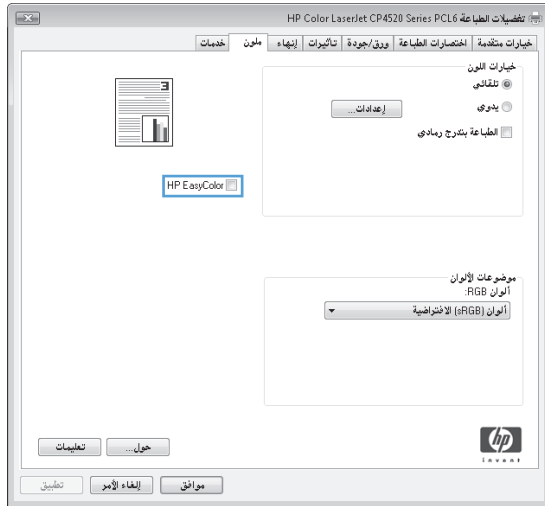 تفضيلات الطباعة HP Color LaserJet CP4520 Series PCL6
خيارات متقدمة
اختصارات الطباعة
ورق/جودة
تأثيرات
إنهاء
ملون
خدمات
خيارات اللون
تلقائي
يدوي
إعدادات...
الطباعة بتدرج رمادي
3
HP EasyColor
موضوعات الألوان
ألوان RGB:
ألوان (sRGB) الافتراضية
hp
invent
حول...
تعليمات
موافق
إلغاء الأمر
تطبيق